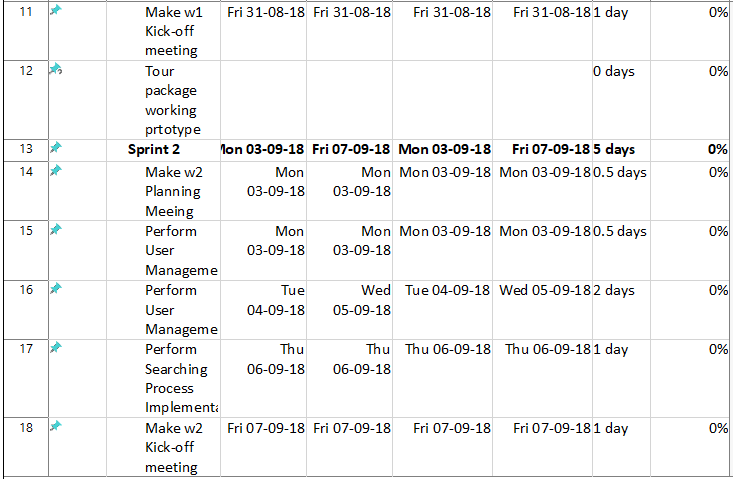 11 Make w1 Fri 31-08-18 Fri 31-08-18 Fri 31-08-18 Fri 31-08-18 1 day 0%
Kick-off
meeting
12 Tour 0 days 0%
package
working
prtotype
13 Sprint 2 Mon 03-09-18 Fri 07-09-18 Mon 03-09-18 Fri 07-09-18 5 days 0%
14 Make w2 Mon Mon Mon 03-09-18 Mon 03-09-18 0.5 days 0%
Planning 03-09-18 03-09-18
Meeing
15 Perform Mon Mon Mon 03-09-18 Mon 03-09-18 0.5 days 0%
User 03-09-18 03-09-18
Manageme
16 Perform Tue Wed Tue 04-09-18 Wed 05-09-18 2 days 0%
User 04-09-18 05-09-18
Manageme
17 Perform Thu Thu Thu 06-09-18 Thu 06-09-18 1 day 0%
Searching 06-09-18 06-09-18
Process
Implementa
18 Make w2 Fri 07-09-18 Fri 07-09-18 Fri 07-09-18 Fri 07-09-18 1 day 0%
Kick-off
meeting